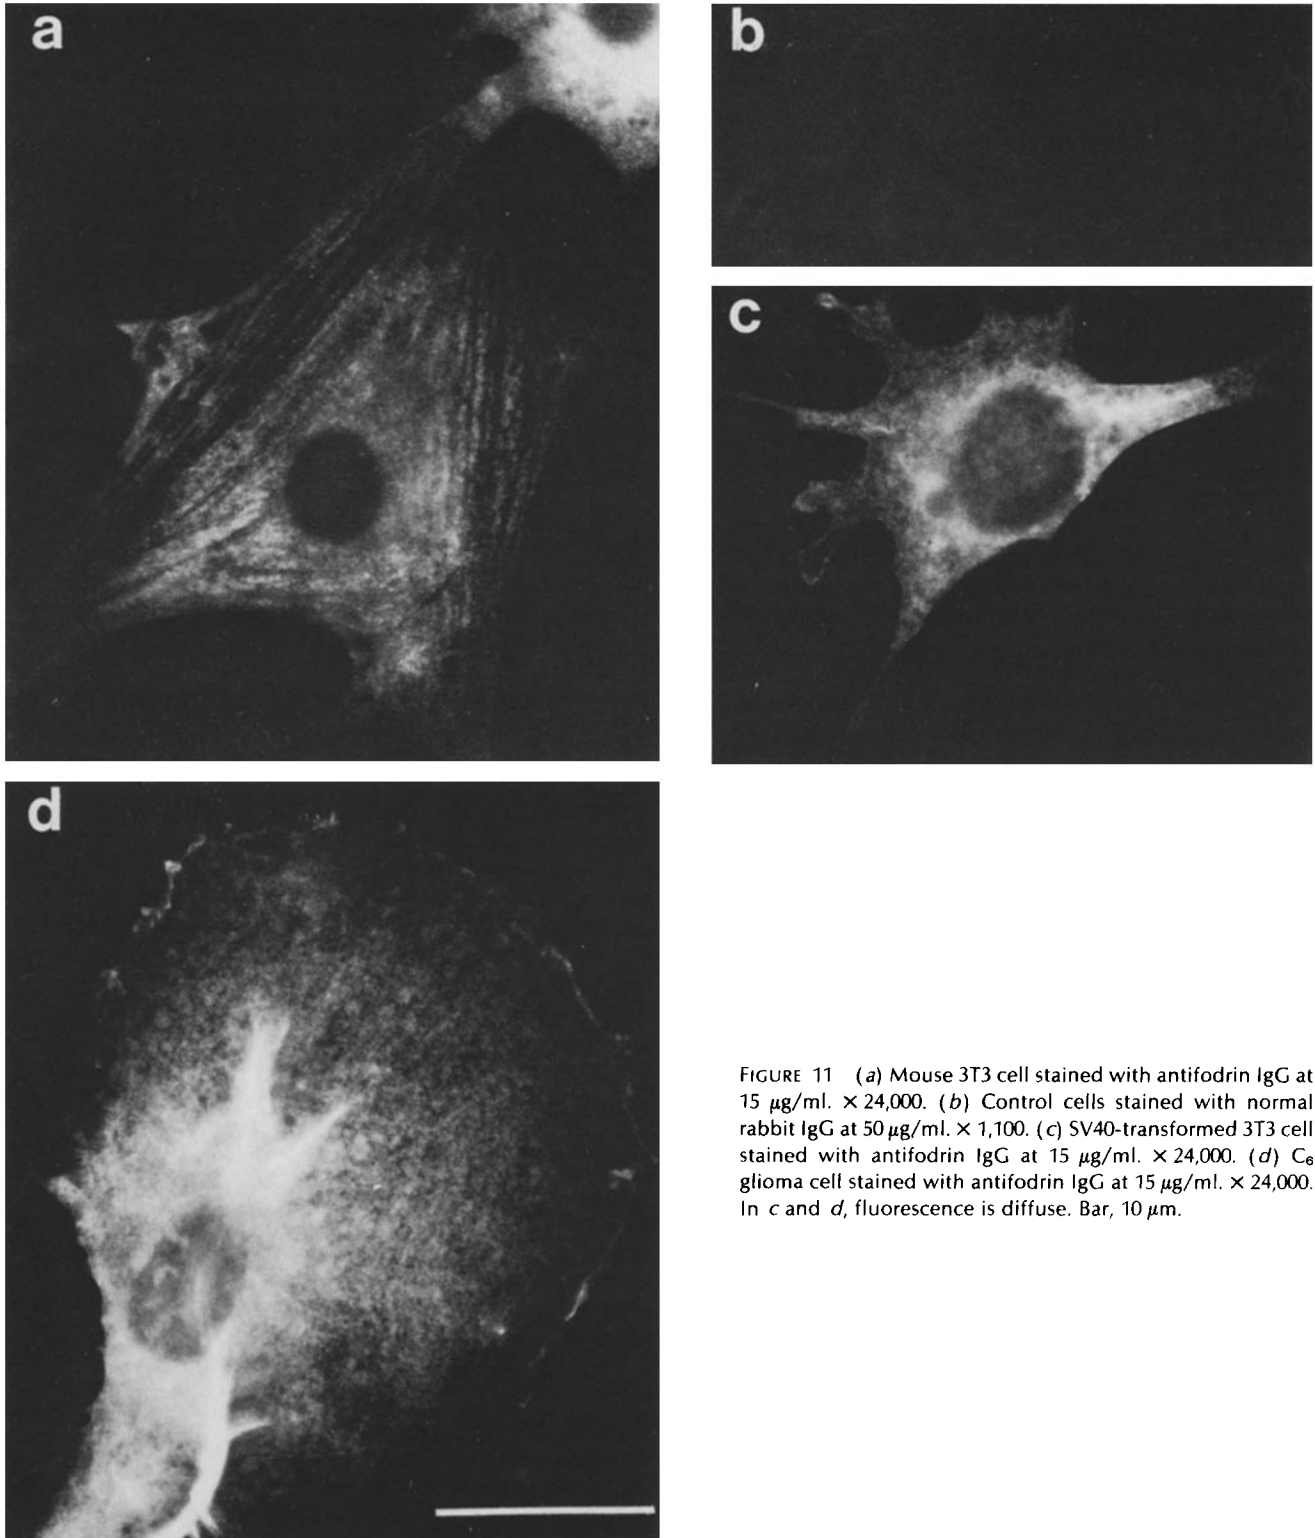 a
b
c
d
FIGURE 11 (a) Mouse 3T3 cell stained with antifodrin IgG at
15 μg/ml. × 24,000. (b) Control cells stained with normal
rabbit IgG at 50 μg/ml. × 1,100. (c) SV40-transformed 3T3 cell
stained with antifodrin IgG at 15 μg/ml. × 24,000. (d) C₆
glioma cell stained with antifodrin IgG at 15 μg/ml. × 24,000.
In c and d, fluorescence is diffuse. Bar, 10 μm.